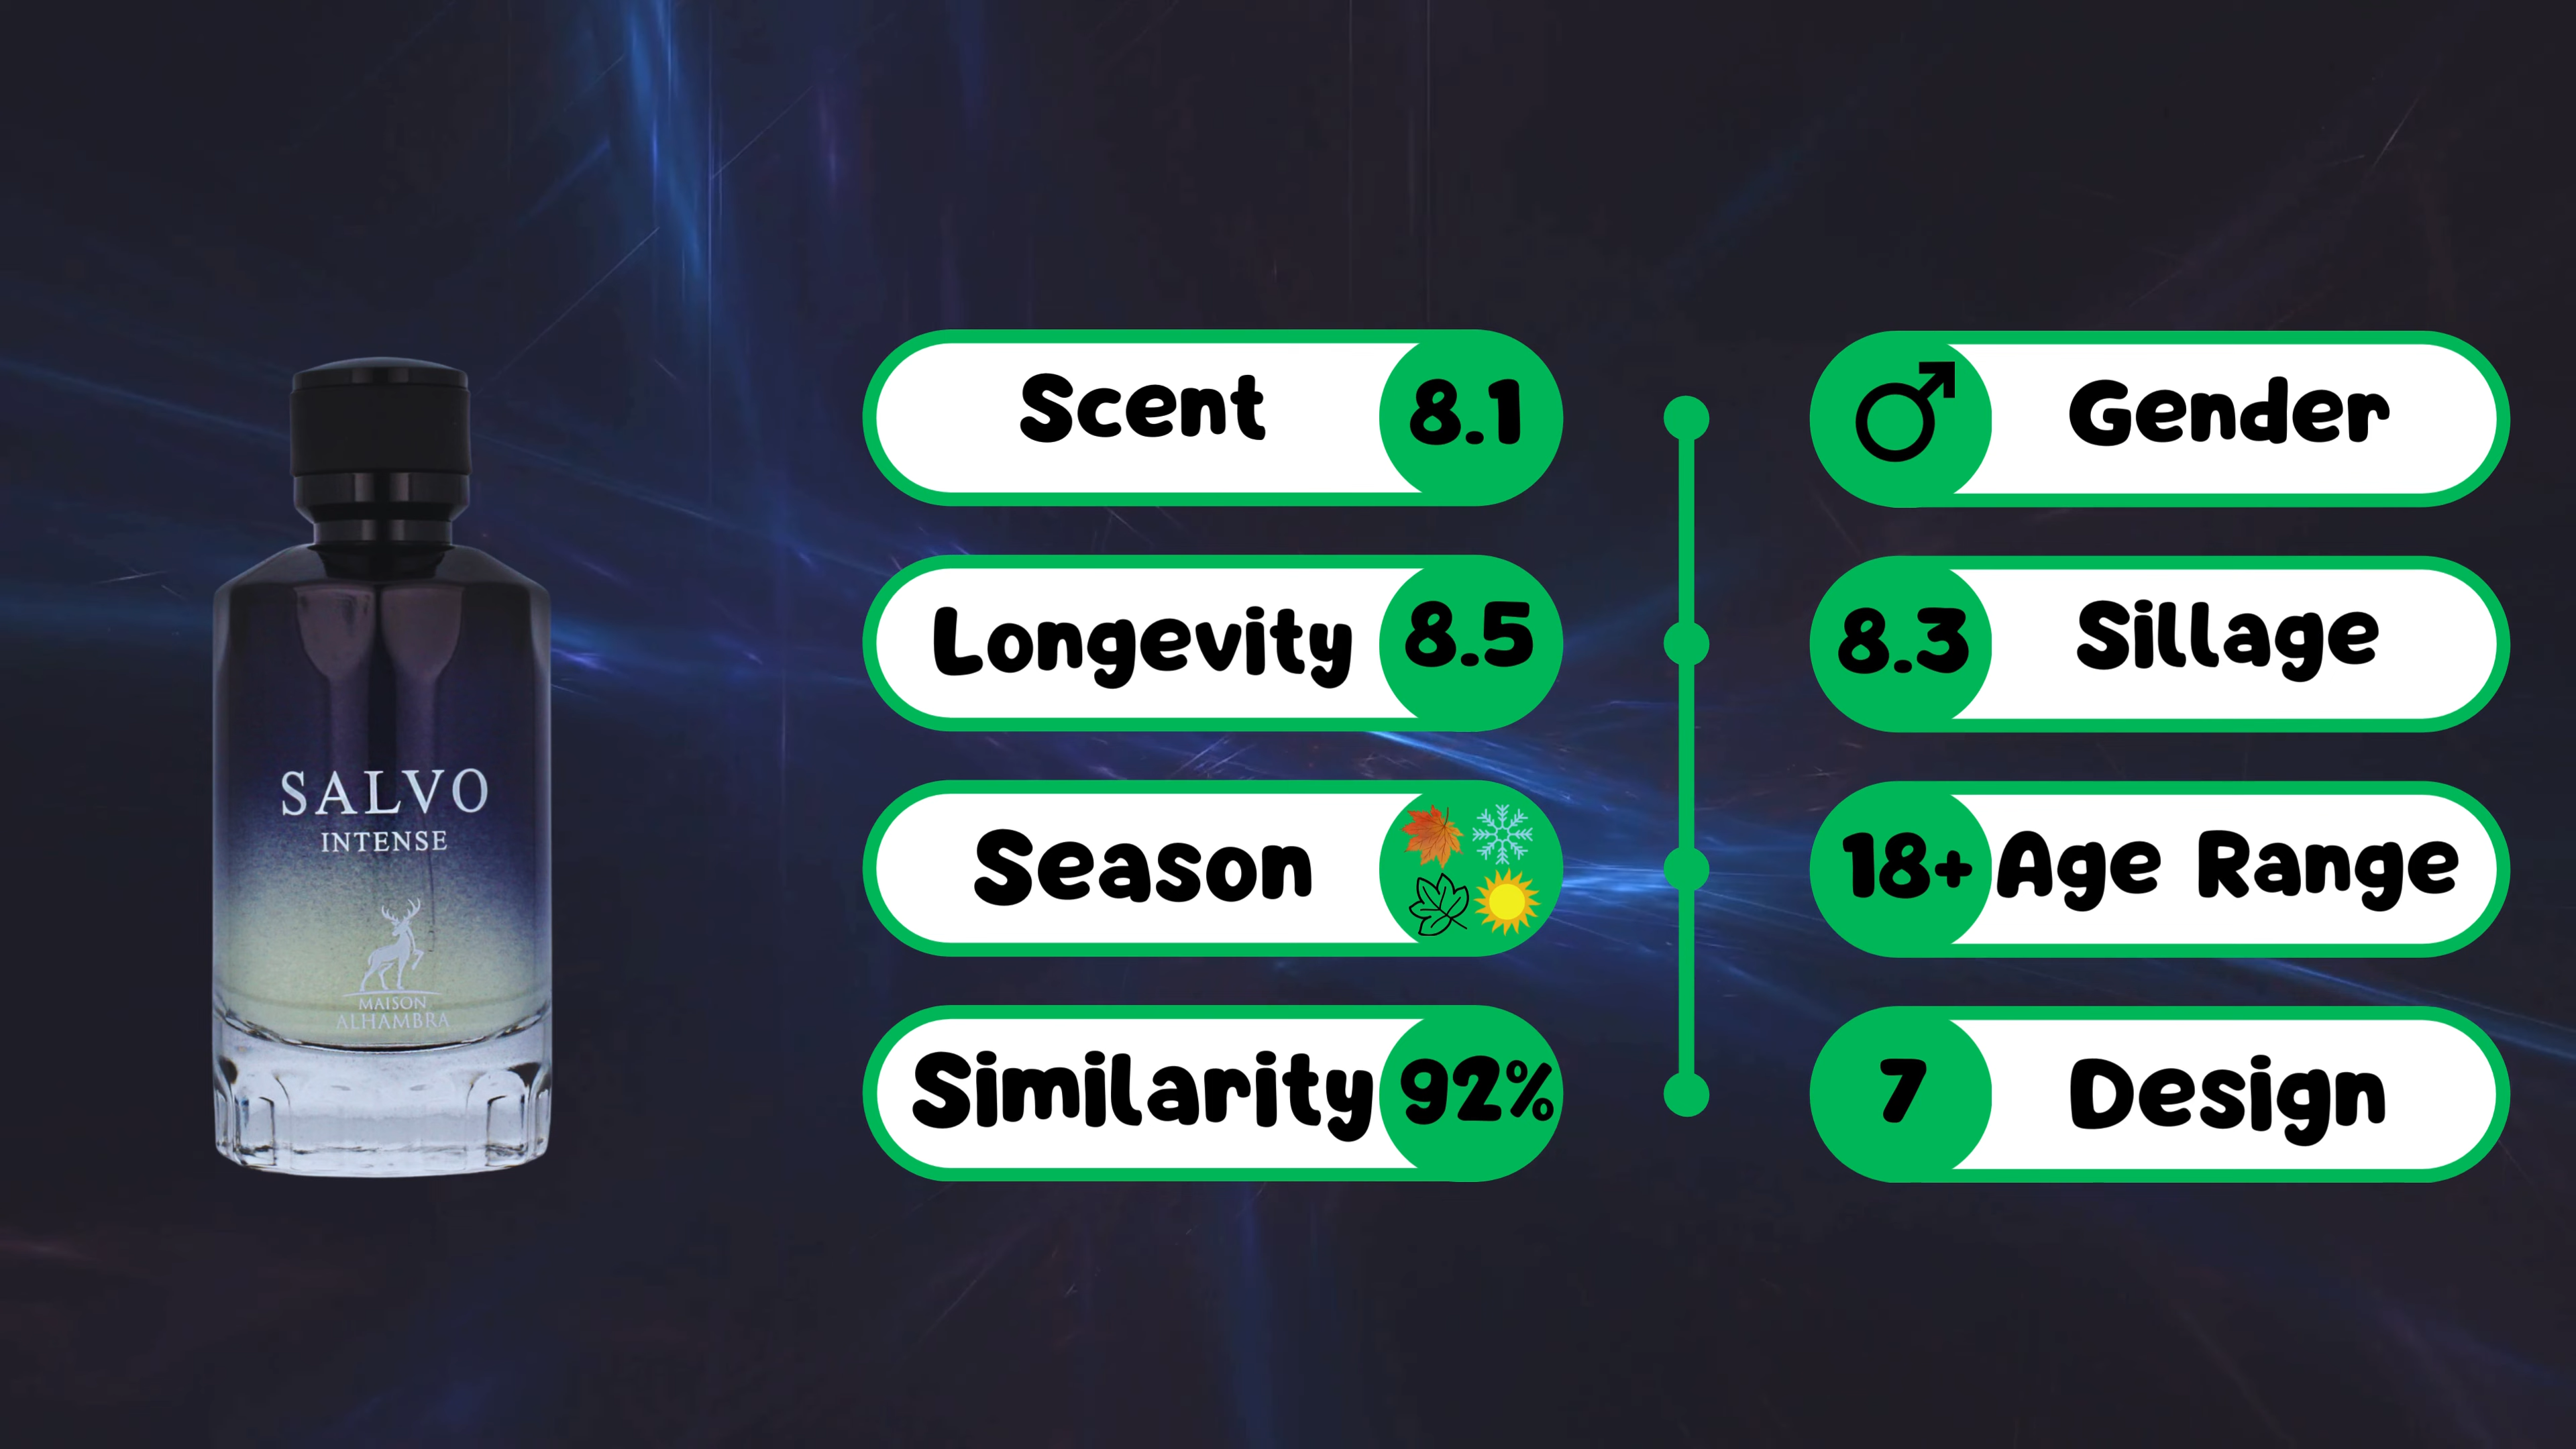 SALVO
INTENSE
MAISON
ALHAMBRA
Scent 8.1
Longevity 8.5
Season
Similarity 92%
Gender
8.3 Sillage
18+ Age Range
7 Design